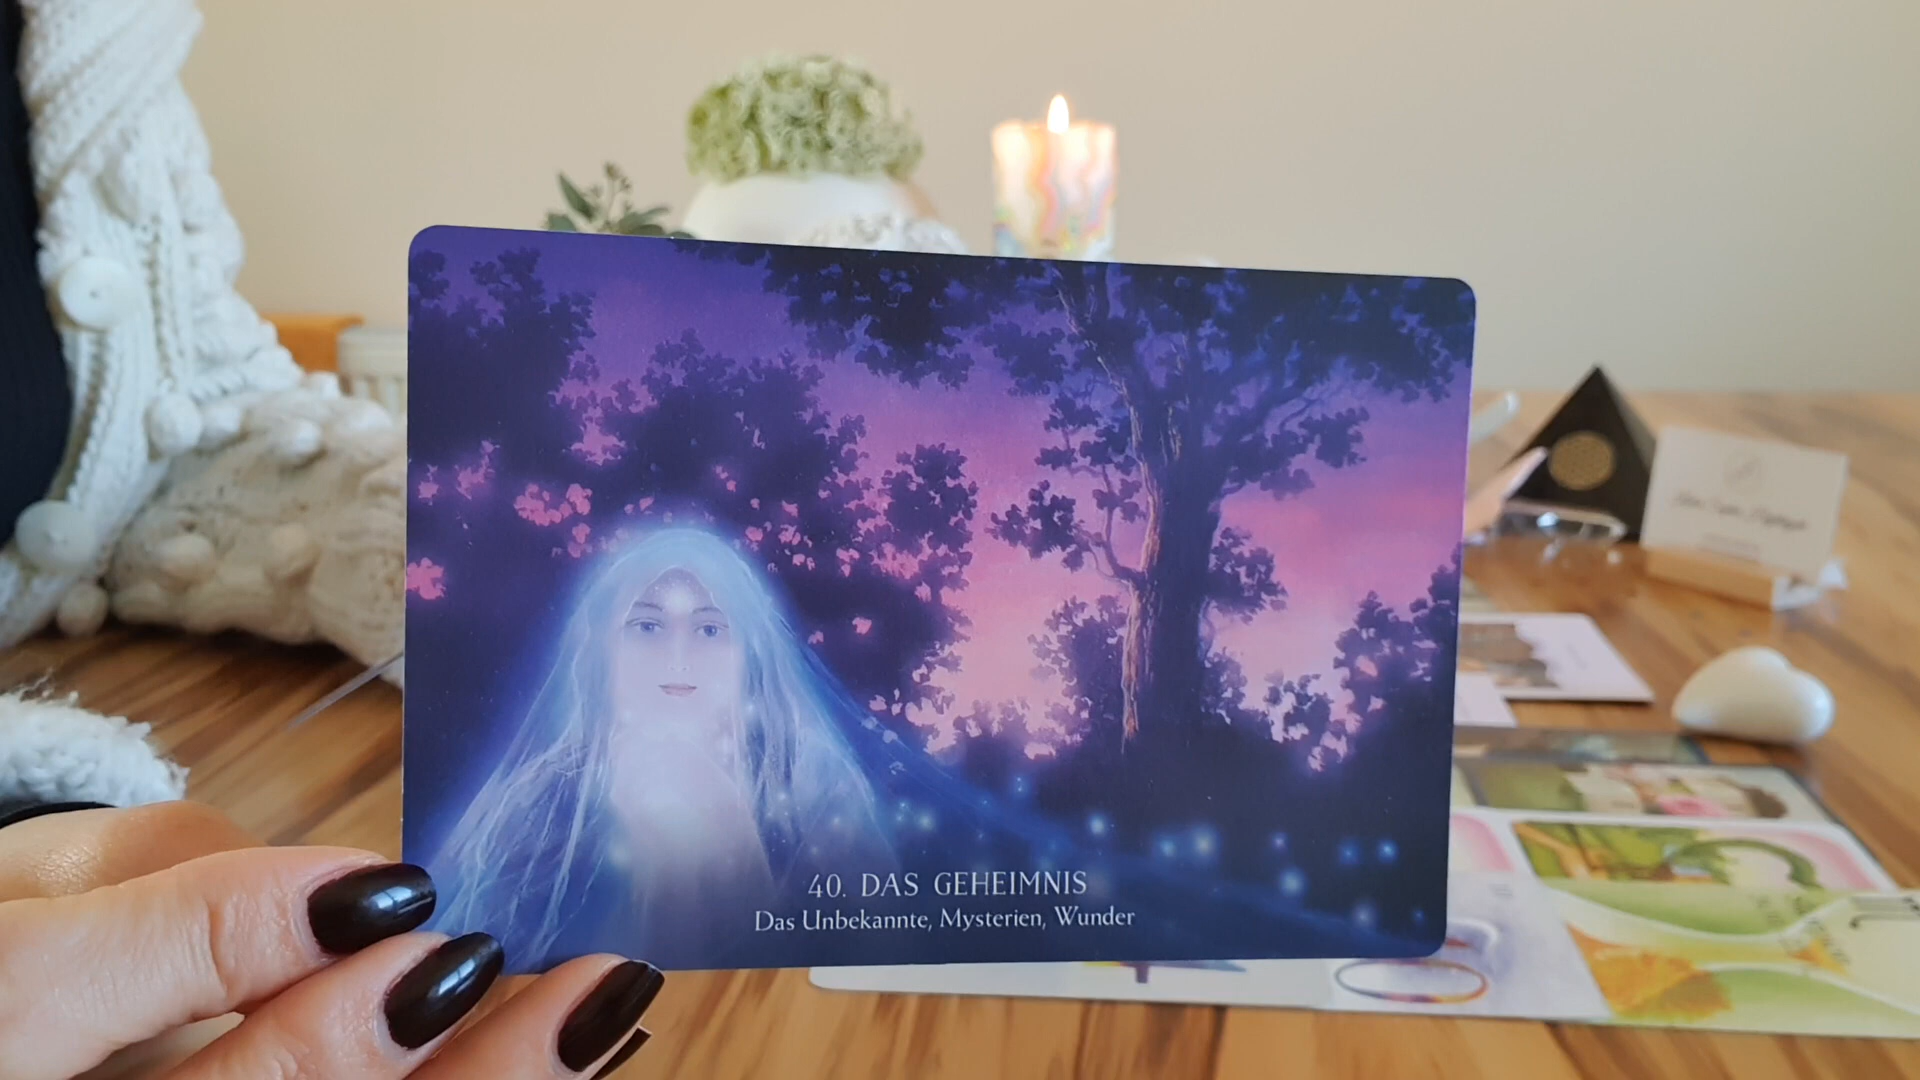 40. DAS GEHEIMNIS
Das Unbekannte, Mysterien, Wunder